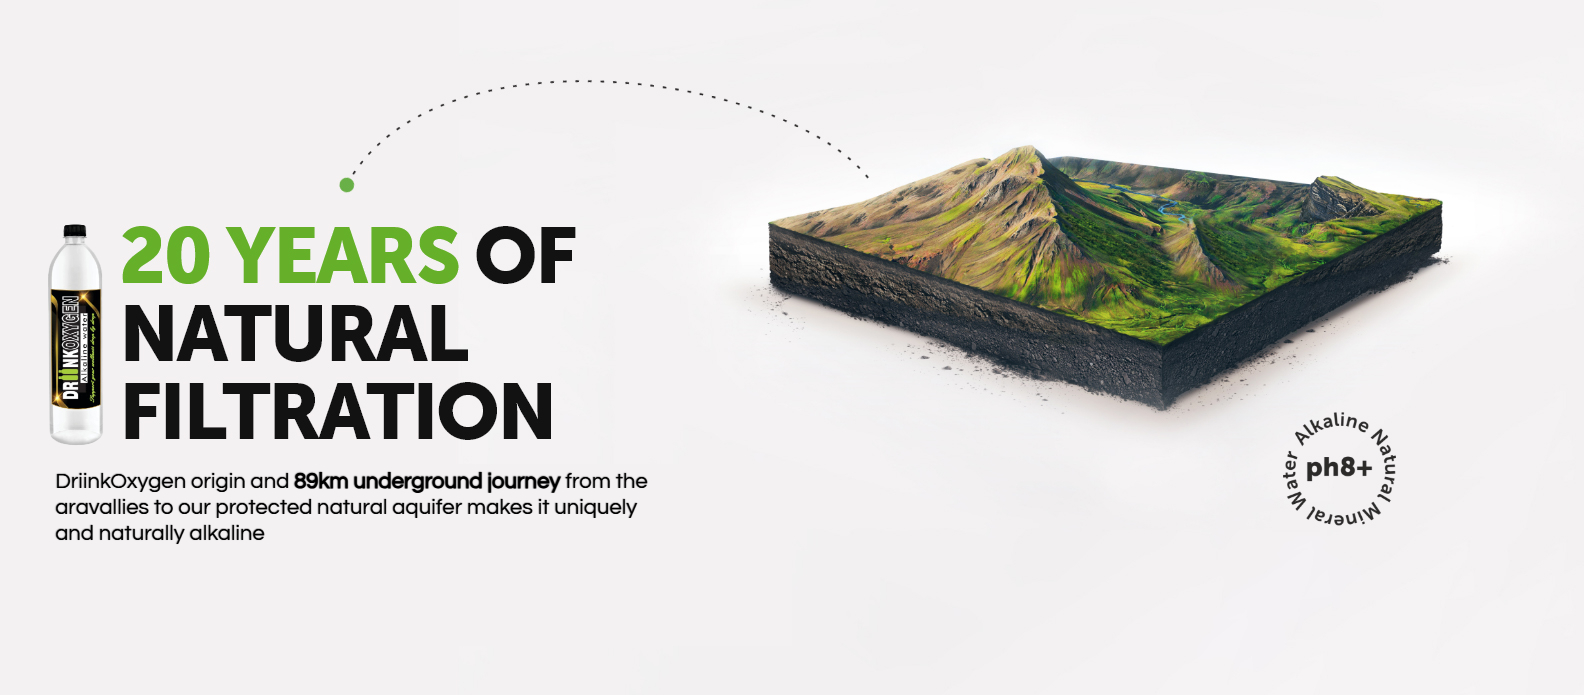 20 YEARS OF
NATURAL
FILTRATION
DRiiNKOXYGEN
Alkaline water
DriinkOxygen origin and 89km underground journey from the
aravallies to our protected natural aquifer makes it uniquely
and naturally alkaline
Alkaline Natural Mineral Water
ph8+